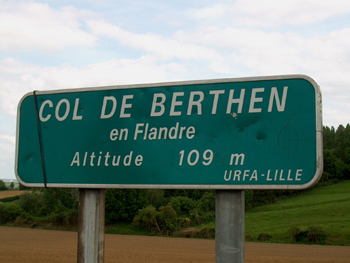 COL DE BERTHEN
en Flandre
Altitude 109 m
URFA-LILLE